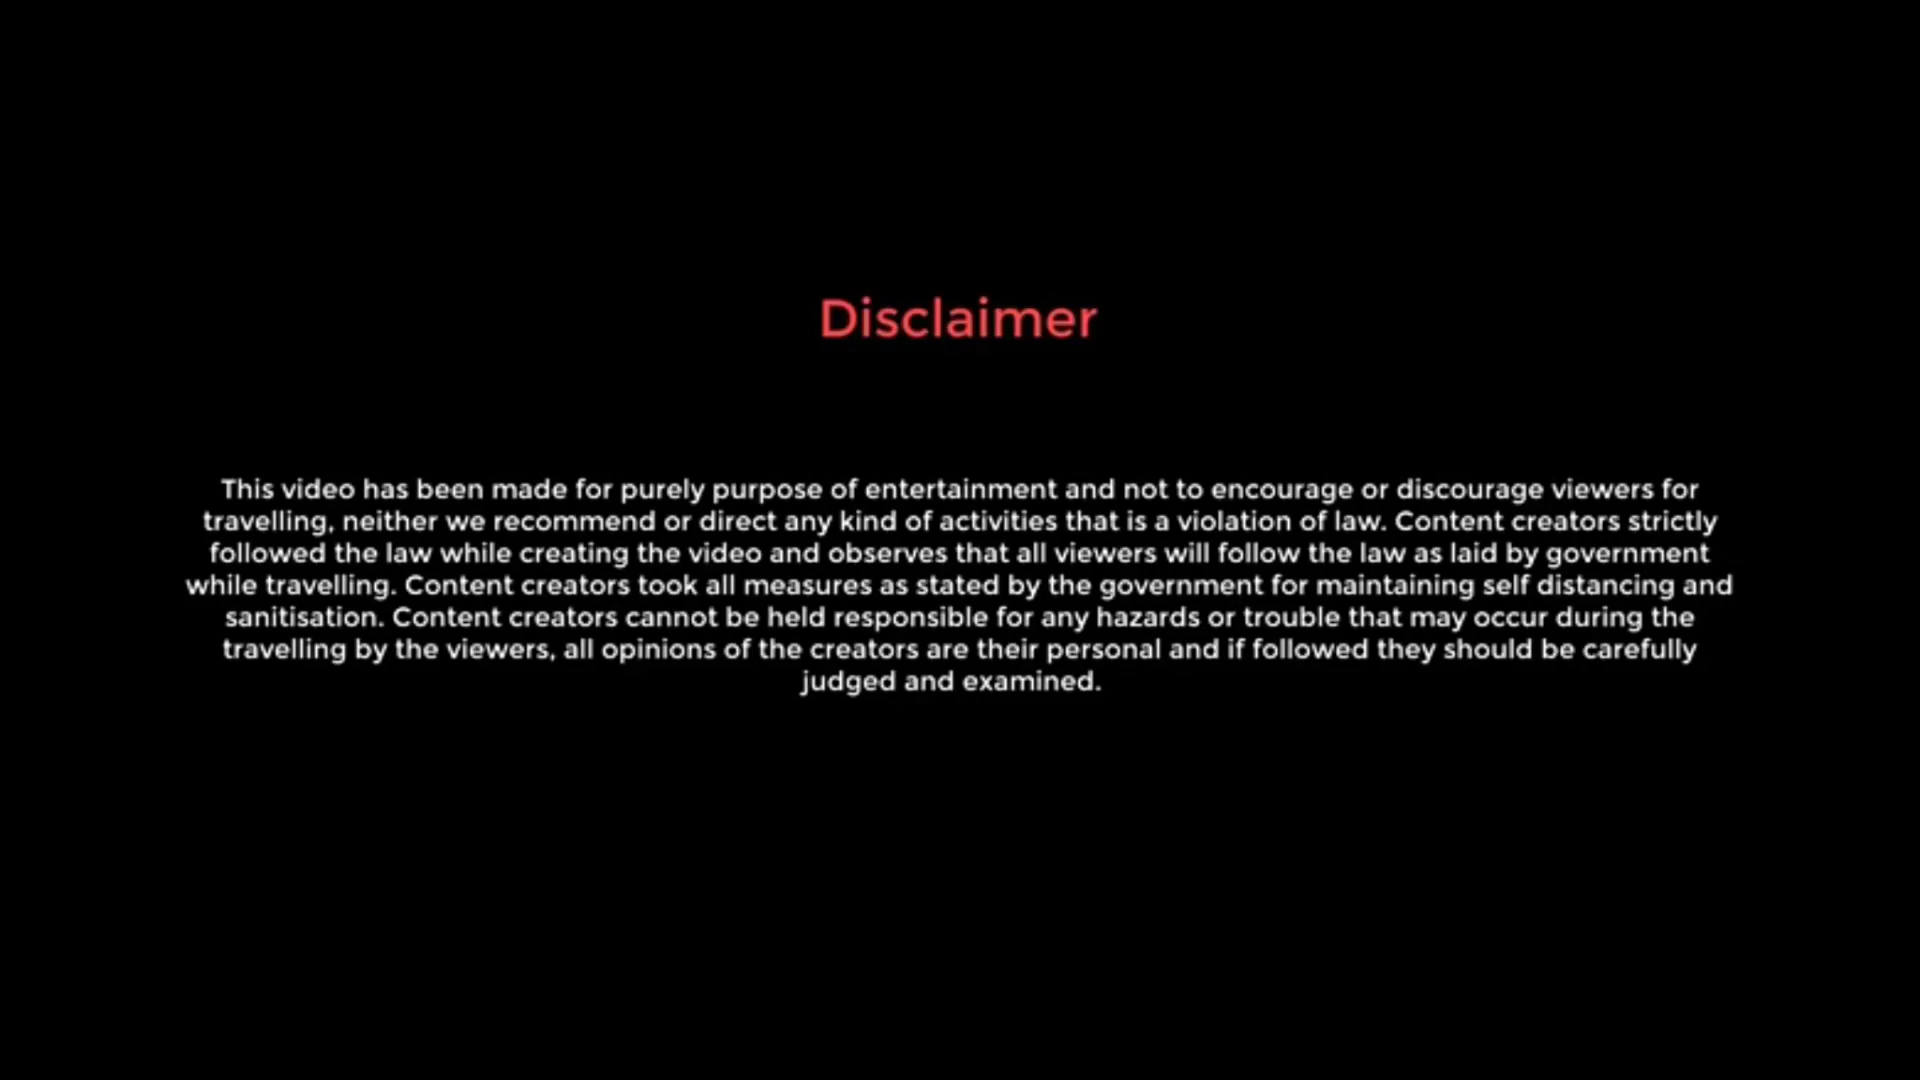 Disclaimer
This video has been made for purely purpose of entertainment and not to encourage or discourage viewers for
travelling, neither we recommend or direct any kind of activities that is a violation of law. Content creators strictly
followed the law while creating the video and observes that all viewers will follow the law as laid by government
while travelling. Content creators took all measures as stated by the government for maintaining self distancing and
sanitisation. Content creators cannot be held responsible for any hazards or trouble that may occur during the
travelling by the viewers, all opinions of the creators are their personal and if followed they should be carefully
judged and examined.